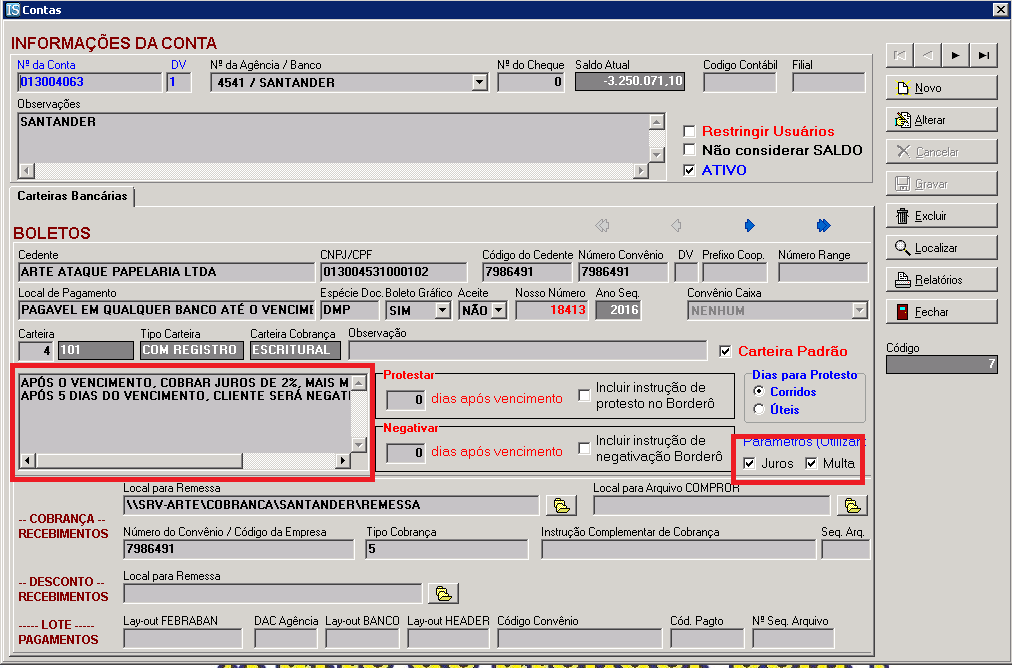 IS Contas
INFORMAÇÕES DA CONTA
Nº da Conta DV Nº da Agência / Banco Nº do Cheque Saldo Atual Codigo Contábil Filial
013004063 1 4541 / SANTANDER 0 -3.250.071,10
Observações
SANTANDER
Restringir Usuários
Não considerar SALDO
ATIVO
Novo
Alterar
Cancelar
Gravar
Excluir
Localizar
Relatórios
Fechar
Código
7
Carteiras Bancárias
BOLETOS
Cedente CNPJ/CPF Código do Cedente Número Convênio DV Prefixo Coop. Número Range
ARTE ATAQUE PAPELARIA LTDA 013004531000102 7986491 7986491
Local de Pagamento Espécie Doc. Boleto Gráfico Aceite Nosso Número Ano Seq. Convênio Caixa
PAGAVEL EM QUALQUER BANCO ATÉ O VENCIME DMP SIM NÃO 18413 2016 NENHUM
Carteira Tipo Carteira Carteira Cobrança Observação
4 101 COM REGISTRO ESCRITURAL
Carteira Padrão
APÓS O VENCIMENTO, COBRAR JUROS DE 2%, MAIS M
APÓS 5 DIAS DO VENCIMENTO, CLIENTE SERÁ NEGATI
Protestar
0 dias após vencimento
Incluir instrução de
protesto no Borderô
Dias para Protesto
Corridos
Úteis
Negativar
0 dias após vencimento
Incluir instrução de
negativação Borderô
Parâmetros (Utilizar
Juros Multa
-- COBRANÇA --
RECEBIMENTOS
Local para Remessa Local para Arquivo COMPROR
\\SRV-ARTE\COBRANCA\SANTANDER\REMESSA
Número do Convênio / Código da Empresa Tipo Cobrança Instrução Complementar de Cobrança Seq. Arq.
7986491 5
-- DESCONTO --
RECEBIMENTOS
Local para Remessa
----- LOTE -----
PAGAMENTOS
Lay-out FEBRABAN DAC Agência Lay-out BANCO Lay-out HEADER Código Convênio Cód. Pagto Nº Seq. Arquivo